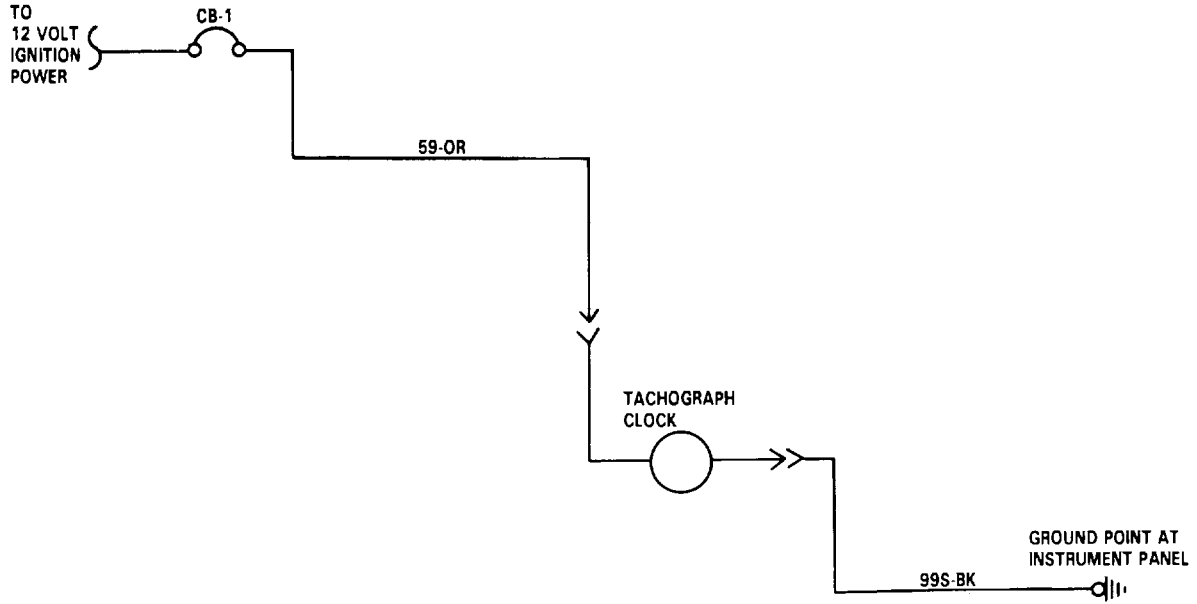 TO
12 VOLT
IGNITION
POWER
CB-1
59-OR
TACHOGRAPH
CLOCK
GROUND POINT AT
INSTRUMENT PANEL
99S-BK